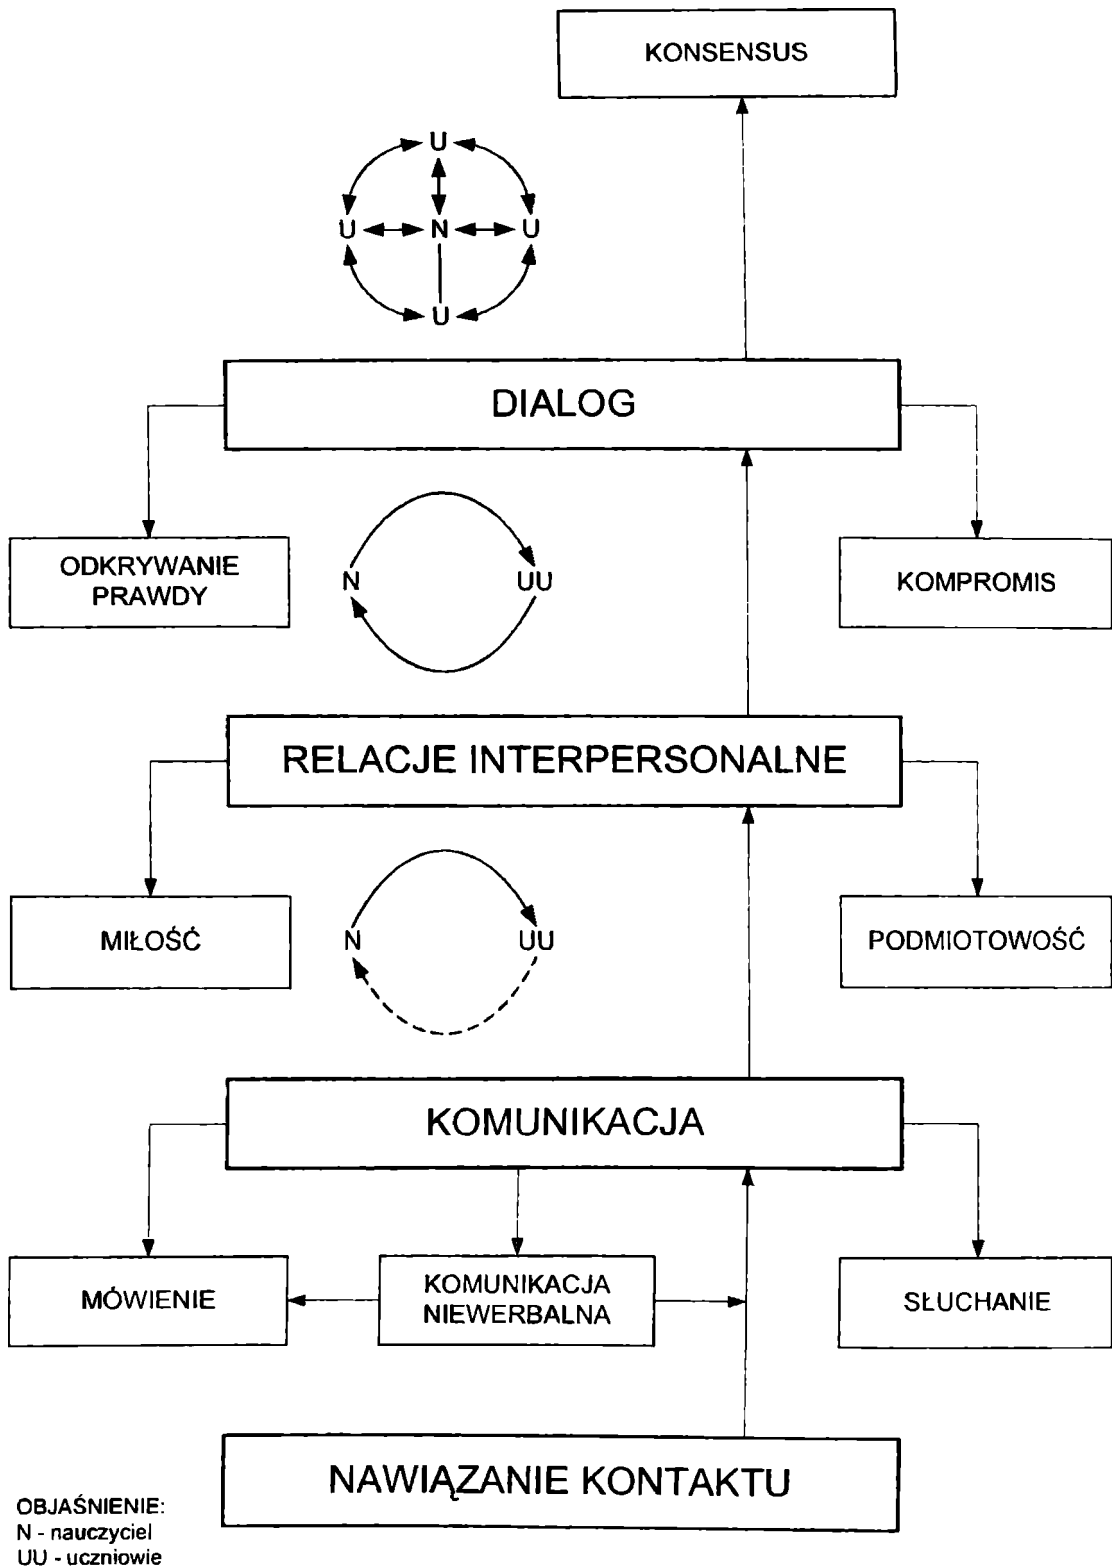 KONSENSUS
U
U
N
U
U
DIALOG
ODKRYWANIE
PRAWDY
N
UU
KOMPROMIS
RELACJE INTERPERSONALNE
MIŁOŚĆ
N
UU
PODMIOTOWOŚĆ
KOMUNIKACJA
MÓWIENIE
KOMUNIKACJA
NIEWERBALNA
SŁUCHANIE
NAWIĄZANIE KONTAKTU
OBJAŚNIENIE:
N - nauczyciel
UU - uczniowie